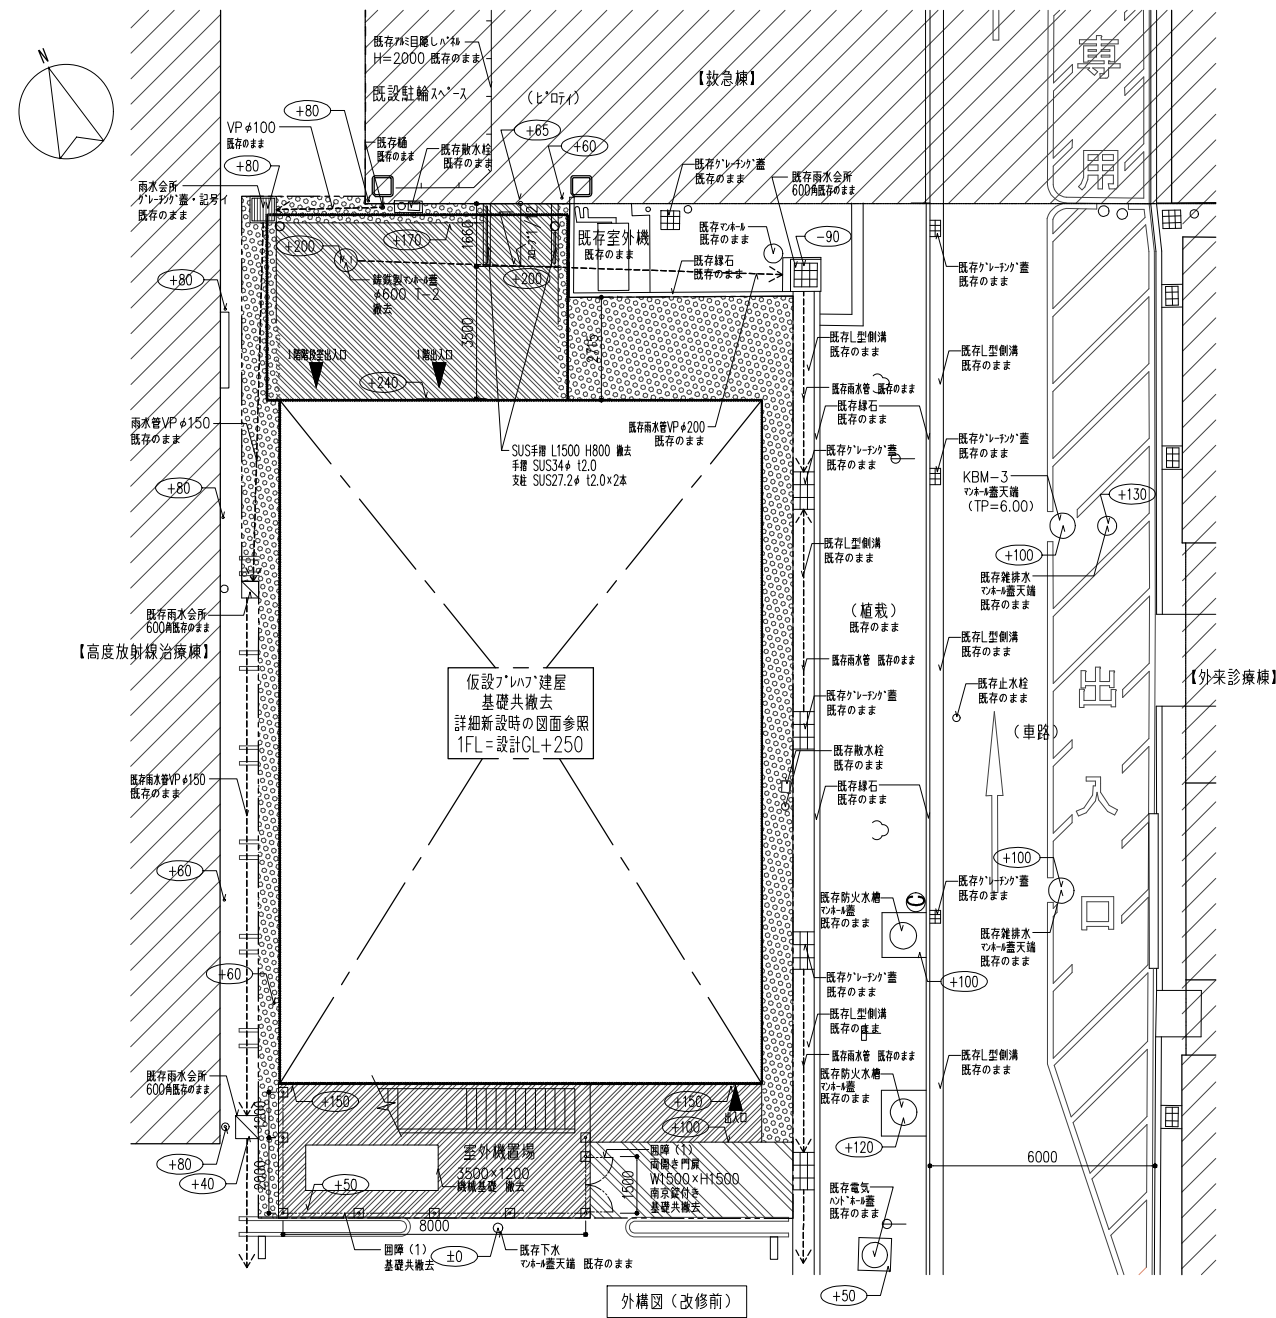 N
既存アルミ目隠しパネル
H=2000 既存のまま
【救急棟】
専用
既設駐輪スペース
(ピロティ)
+80
+65
+60
VPφ100
既存のまま
既存樋
既存のまま
既存散水栓
既存のまま
+80
既存グレーチング蓋
既存のまま
既存雨水会所
600角既存のまま
雨水会所
グレーチング蓋・記号イ
既存のまま
既存室外機
既存のまま
既存マンホール
既存のまま
-90
+200
+170
1660
+200
既存縁石
既存のまま
既存グレーチング蓋
既存のまま
+80
鋳鉄製マンホール蓋
φ600 T-2
撤去
3500
2765
既存L型側溝
既存のまま
既存L型側溝
既存のまま
1階階段室出入口
1階出入口
+240
既存雨水管 既存のまま
既存縁石
既存のまま
雨水管VPφ150
既存のまま
既存雨水管VPφ200
既存のまま
SUS手摺 L1500 H800 撤去
手摺 SUS34φ t2.0
支柱 SUS27.2φ t2.0×2本
既存グレーチング蓋
既存のまま
既存グレーチング蓋
既存のまま
KBM-3
マンホール蓋天端
(TP=6.00)
+130
+80
+100
既存L型側溝
既存のまま
既存雑排水
マンホール蓋天端
既存のまま
既存雨水会所
600角既存のまま
(植栽)
既存のまま
【高度放射線治療棟】
既存L型側溝
既存のまま
既存雨水管 既存のまま
仮設プレハブ建屋
基礎共撤去
詳細新設時の図面参照
1FL=設計GL+250
既存グレーチング蓋
既存のまま
既存止水栓
既存のまま
出入口
【外来診療棟】
(車路)
既存散水栓
既存のまま
既存雨水管VPφ150
既存のまま
既存縁石
既存のまま
+60
+100
既存防火水槽
マンホール蓋
既存のまま
C
既存グレーチング蓋
既存のまま
既存雑排水
マンホール蓋天端
既存のまま
+60
既存グレーチング蓋
既存のまま
+100
既存L型側溝
既存のまま
既存雨水管 既存のまま
既存L型側溝
既存のまま
既存雨水会所
600角既存のまま
既存防火水槽
マンホール蓋
既存のまま
+150
+150
出入口
1200
+100
+80
+40
2000
室外機置場
3500×1200
機械基礎 撤去
囲障(1)
両開き門扉
W1500×H1500
南京錠付き
基礎共撤去
+120
6000
+50
1500
8000
既存電気
ハンドホール蓋
既存のまま
囲障(1)
基礎共撤去
±0
既存下水
マンホール蓋天端 既存のまま
+50
外構図(改修前)